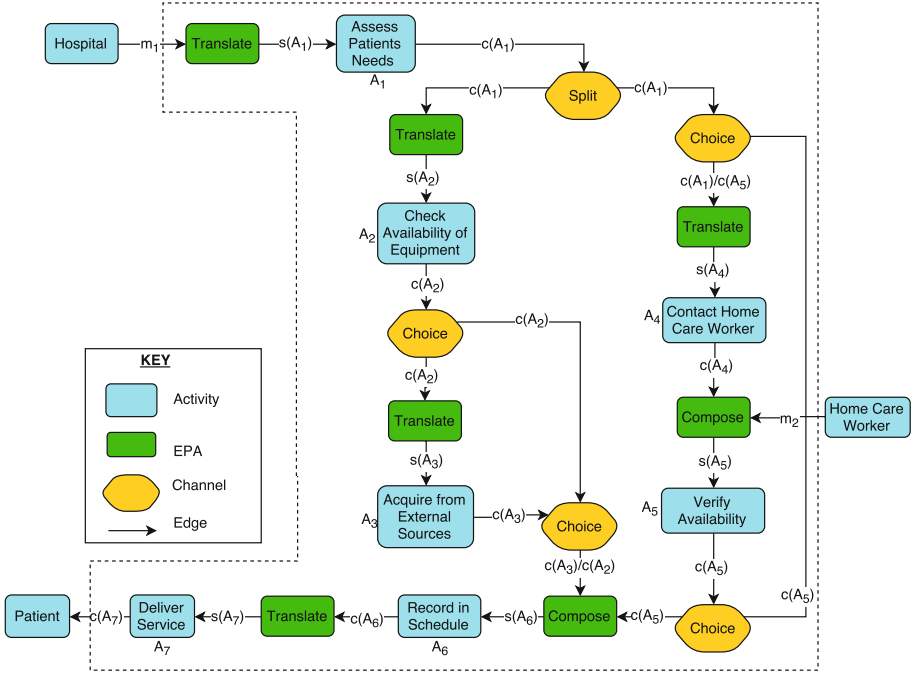 Hospital
m1
Translate
s(A1)
Assess
Patients
Needs
A1
c(A1)
Split
c(A1)
c(A1)
Translate
Choice
s(A2)
c(A1)/c(A5)
Check
Availability of
Equipment
A2
Translate
c(A2)
s(A4)
Choice
c(A2)
A4
Contact Home
Care Worker
c(A2)
c(A4)
Translate
Compose
m2
Home Care
Worker
s(A3)
s(A5)
Acquire from
External
Sources
A3
c(A3)
Choice
A5
Verify
Availability
c(A3)/c(A2)
c(A5)
c(A5)
Patient
c(A7)
Deliver
Service
A7
s(A7)
Translate
c(A6)
Record in
Schedule
A6
s(A6)
Compose
c(A5)
Choice
KEY
Activity
EPA
Channel
Edge